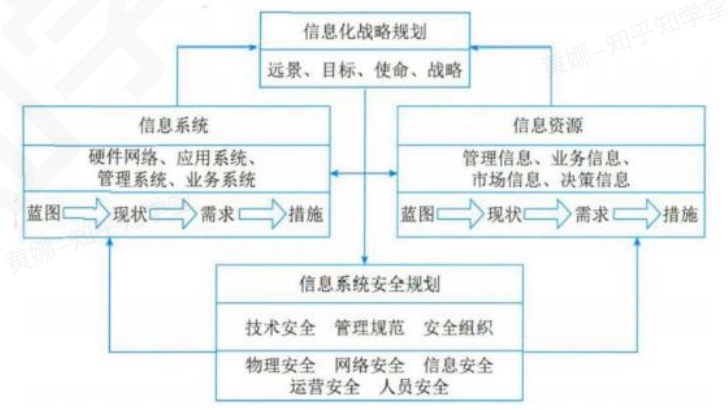 信息化战略规划
远景、目标、使命、战略
信息系统
硬件网络、应用系统、
管理系统、业务系统
蓝图 现状 需求 措施
信息资源
管理信息、业务信息、
市场信息、决策信息
蓝图 现状 需求 措施
信息系统安全规划
技术安全 管理规范 安全组织
物理安全 网络安全 信息安全
运营安全 人员安全
黄娜-知乎知学堂
黄娜-知乎知学堂